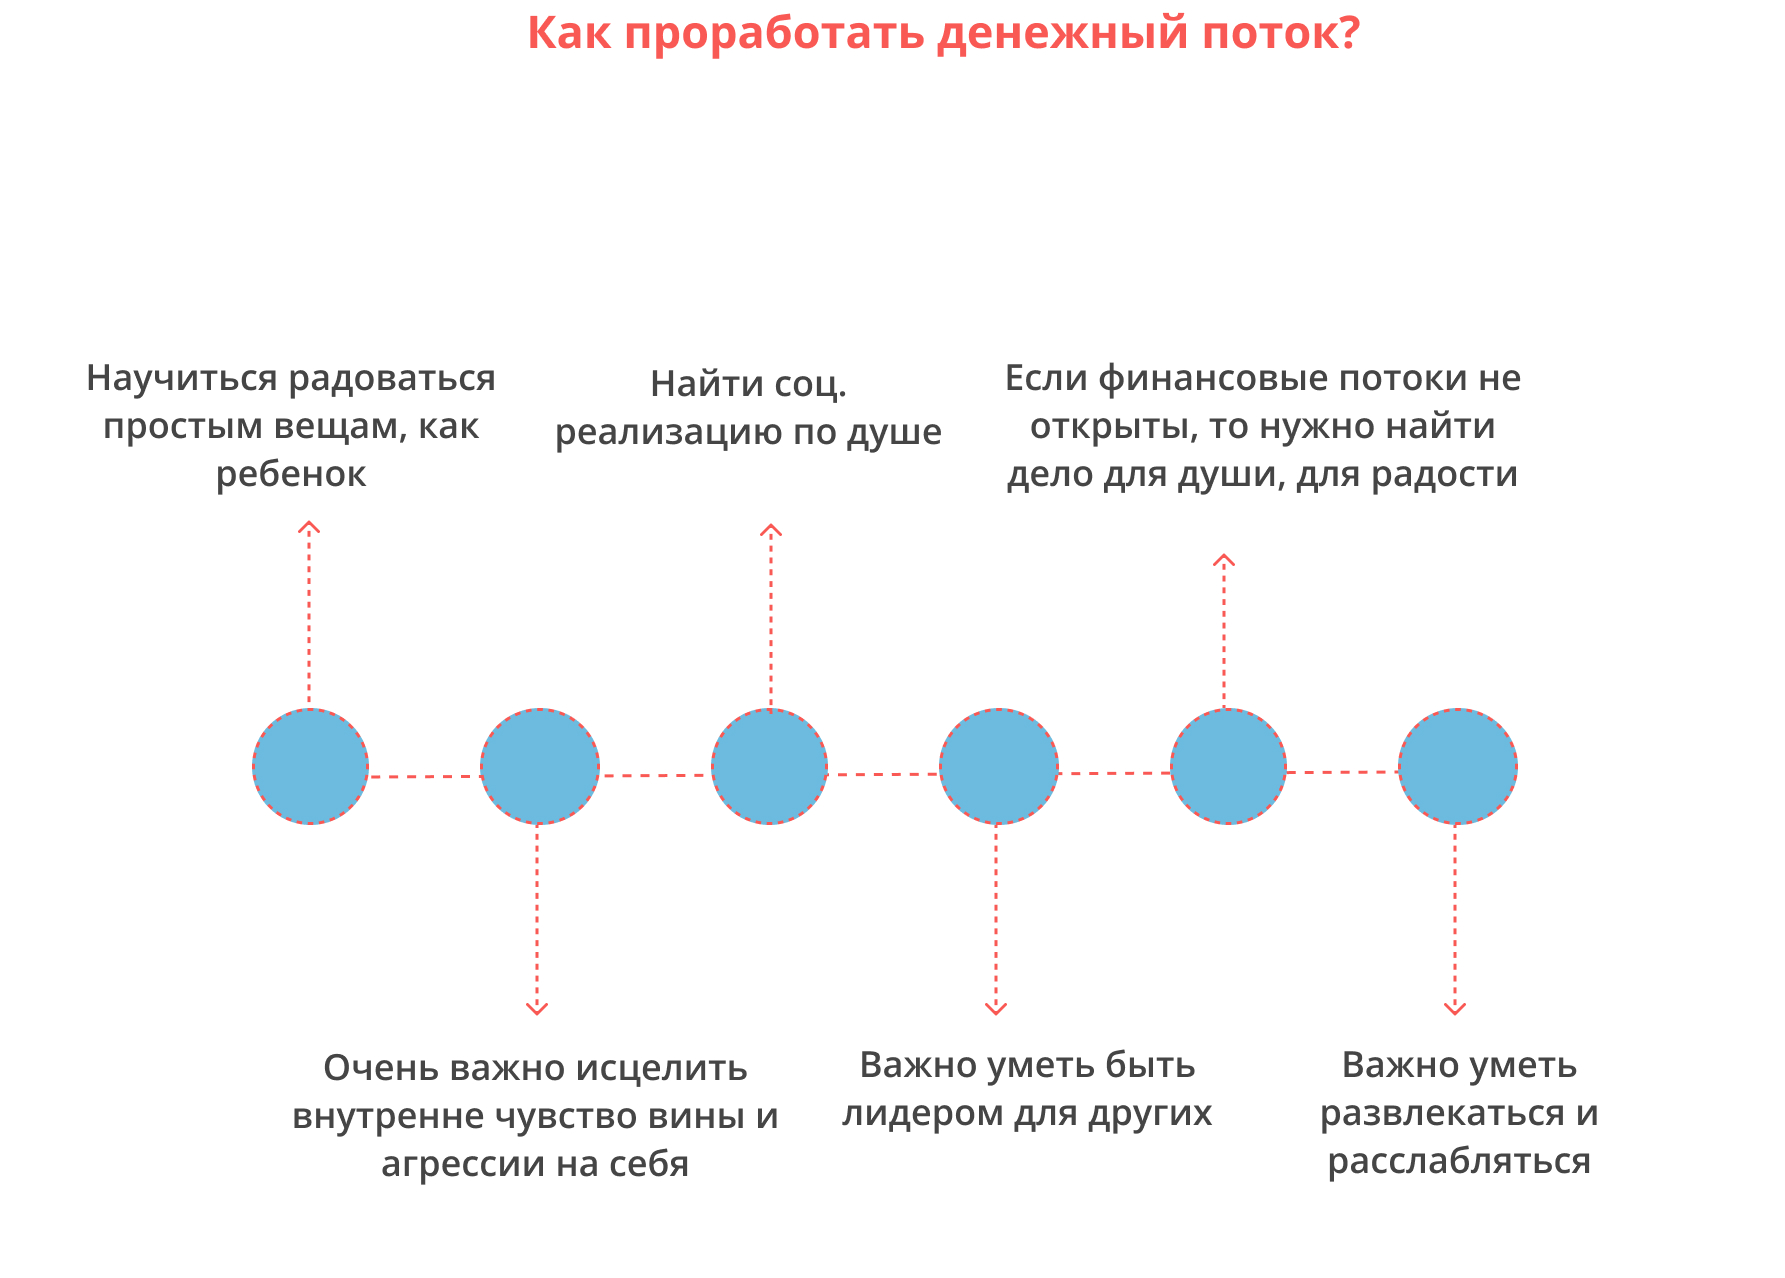 Как проработать денежный поток?
Научиться радоваться
простым вещам, как
ребенок
Найти соц.
реализацию по душе
Если финансовые потоки не
открыты, то нужно найти
дело для души, для радости
Очень важно исцелить
внутренне чувство вины и
агрессии на себя
Важно уметь быть
лидером для других
Важно уметь
развлекаться и
расслабляться